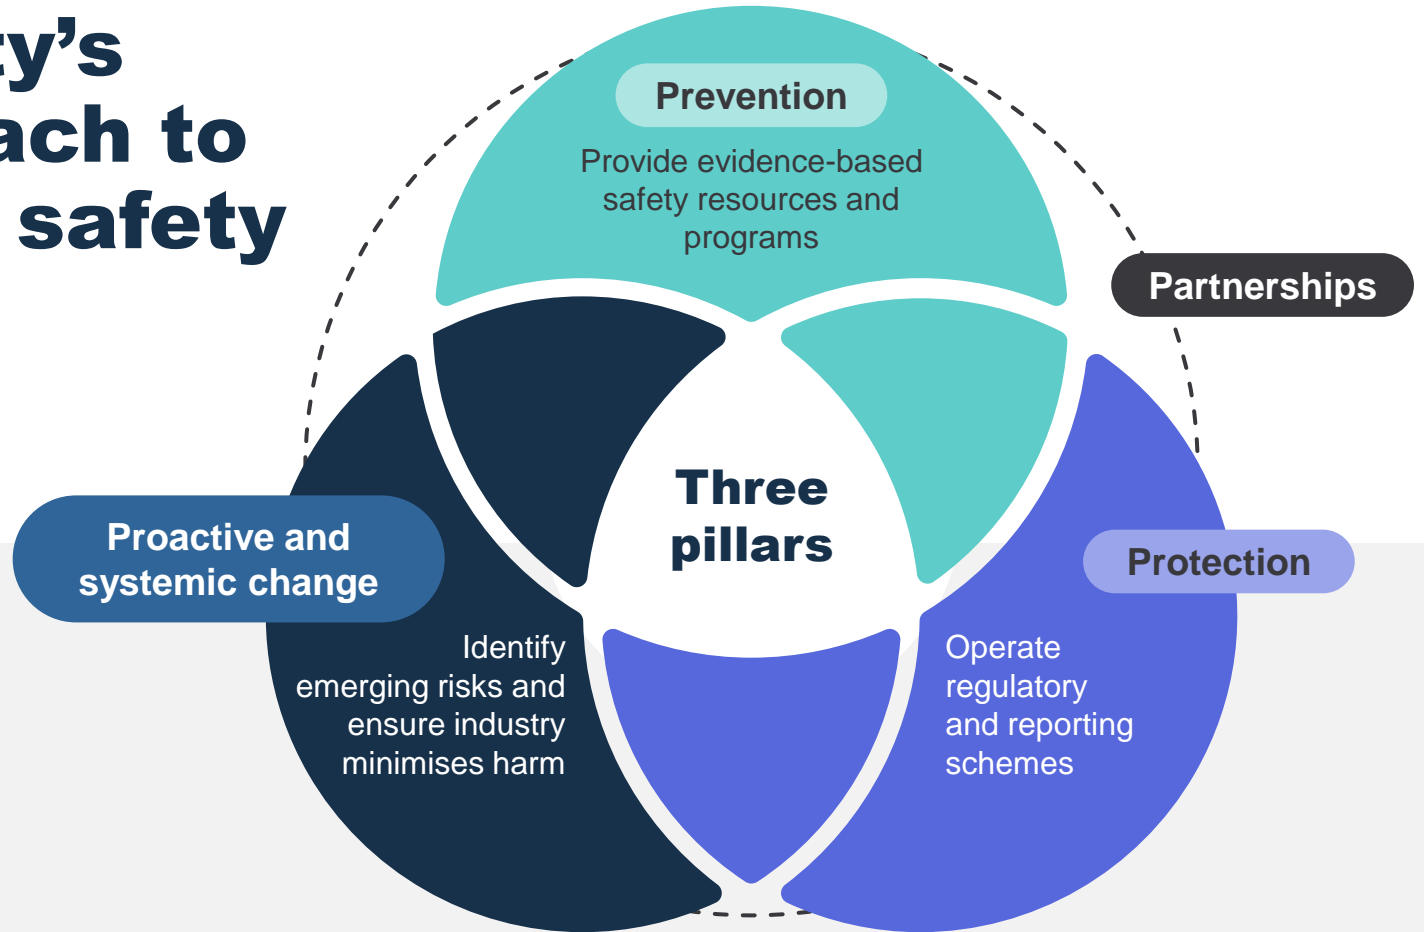 ty’s
ach to
safety
Prevention
Provide evidence-based
safety resources and
programs
Partnerships
Three
pillars
Proactive and
systemic change
Identify
emerging risks and
ensure industry
minimises harm
Protection
Operate
regulatory
and reporting
schemes